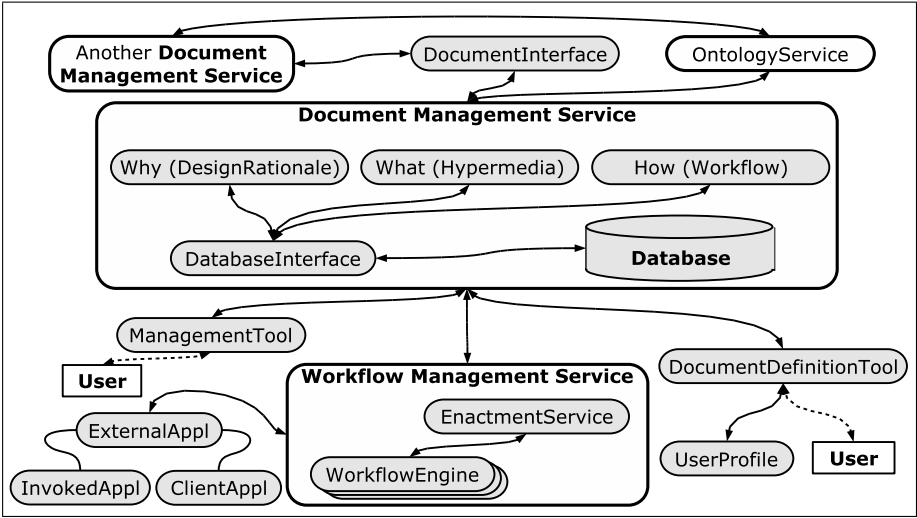 Another Document
Management Service
DocumentInterface
OntologyService
Document Management Service
Why (DesignRationale)
What (Hypermedia)
How (Workflow)
DatabaseInterface
Database
ManagementTool
User
Workflow Management Service
DocumentDefinitionTool
EnactmentService
ExternalAppl
WorkflowEngine
UserProfile
User
InvokedAppl
ClientAppl